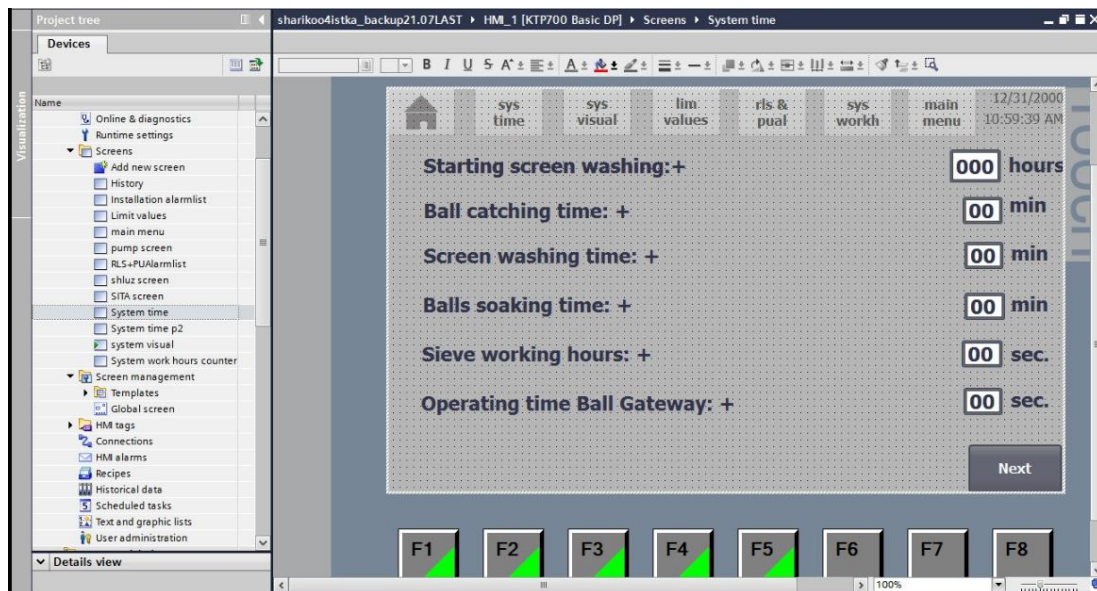 Project tree
sharikoo4istka_backup21.07LAST ▸ HMI_1 [KTP700 Basic DP] ▸ Screens ▸ System time
Devices
B I U S A
Name
Visualization
Online & diagnostics
Runtime settings
Screens
Add new screen
History
Installation alarmlist
Limit values
main menu
pump screen
RLS+PUAlarmlist
shluz screen
SITA screen
System time
System time p2
system visual
System work hours counter
Screen management
Templates
Global screen
HMI tags
Connections
HMI alarms
Recipes
Historical data
Scheduled tasks
Text and graphic lists
User administration
Details view
sys time
sys visual
lim values
rls & pual
sys workh
main menu
12/31/2000
10:59:39 AM
TOUCH
Starting screen washing:+ 000 hours
Ball catching time: + 00 min
Screen washing time: + 00 min
Balls soaking time: + 00 min
Sieve working hours: + 00 sec.
Operating time Ball Gateway: + 00 sec.
Next
F1 F2 F3 F4 F5 F6 F7 F8
100%